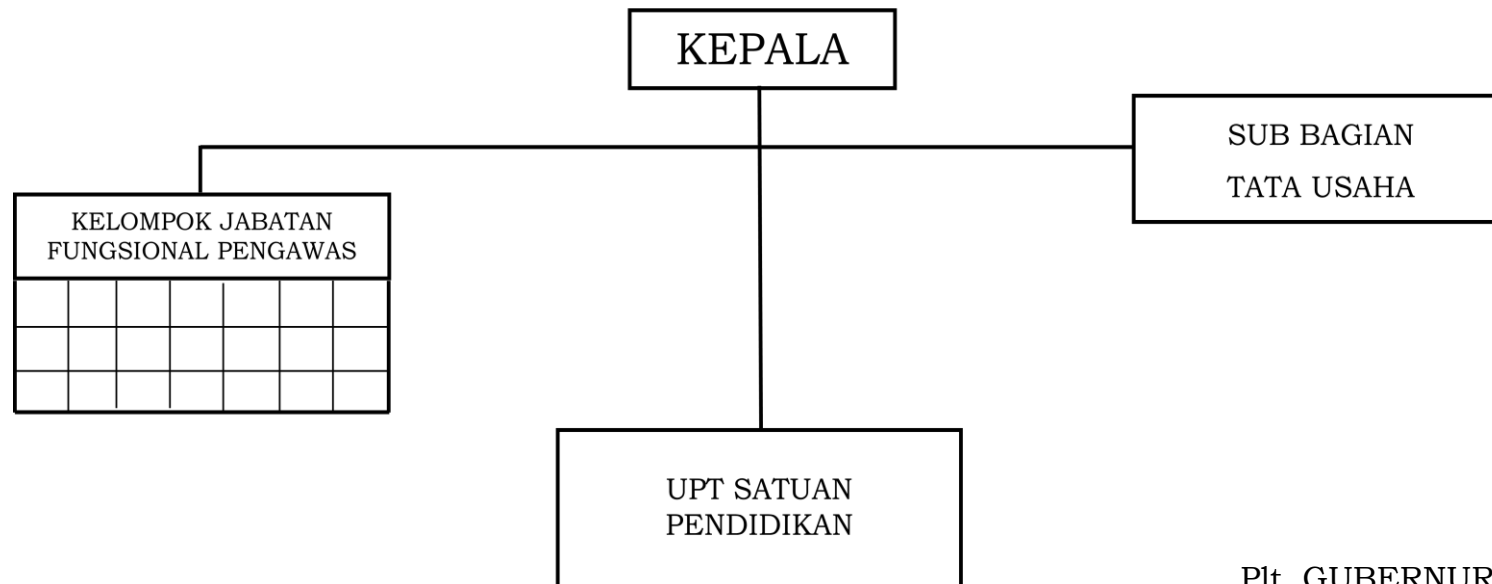 KEPALA
SUB BAGIAN
TATA USAHA
KELOMPOK JABATAN
FUNGSIONAL PENGAWAS
UPT SATUAN
PENDIDIKAN
Plt. GUBERNUR